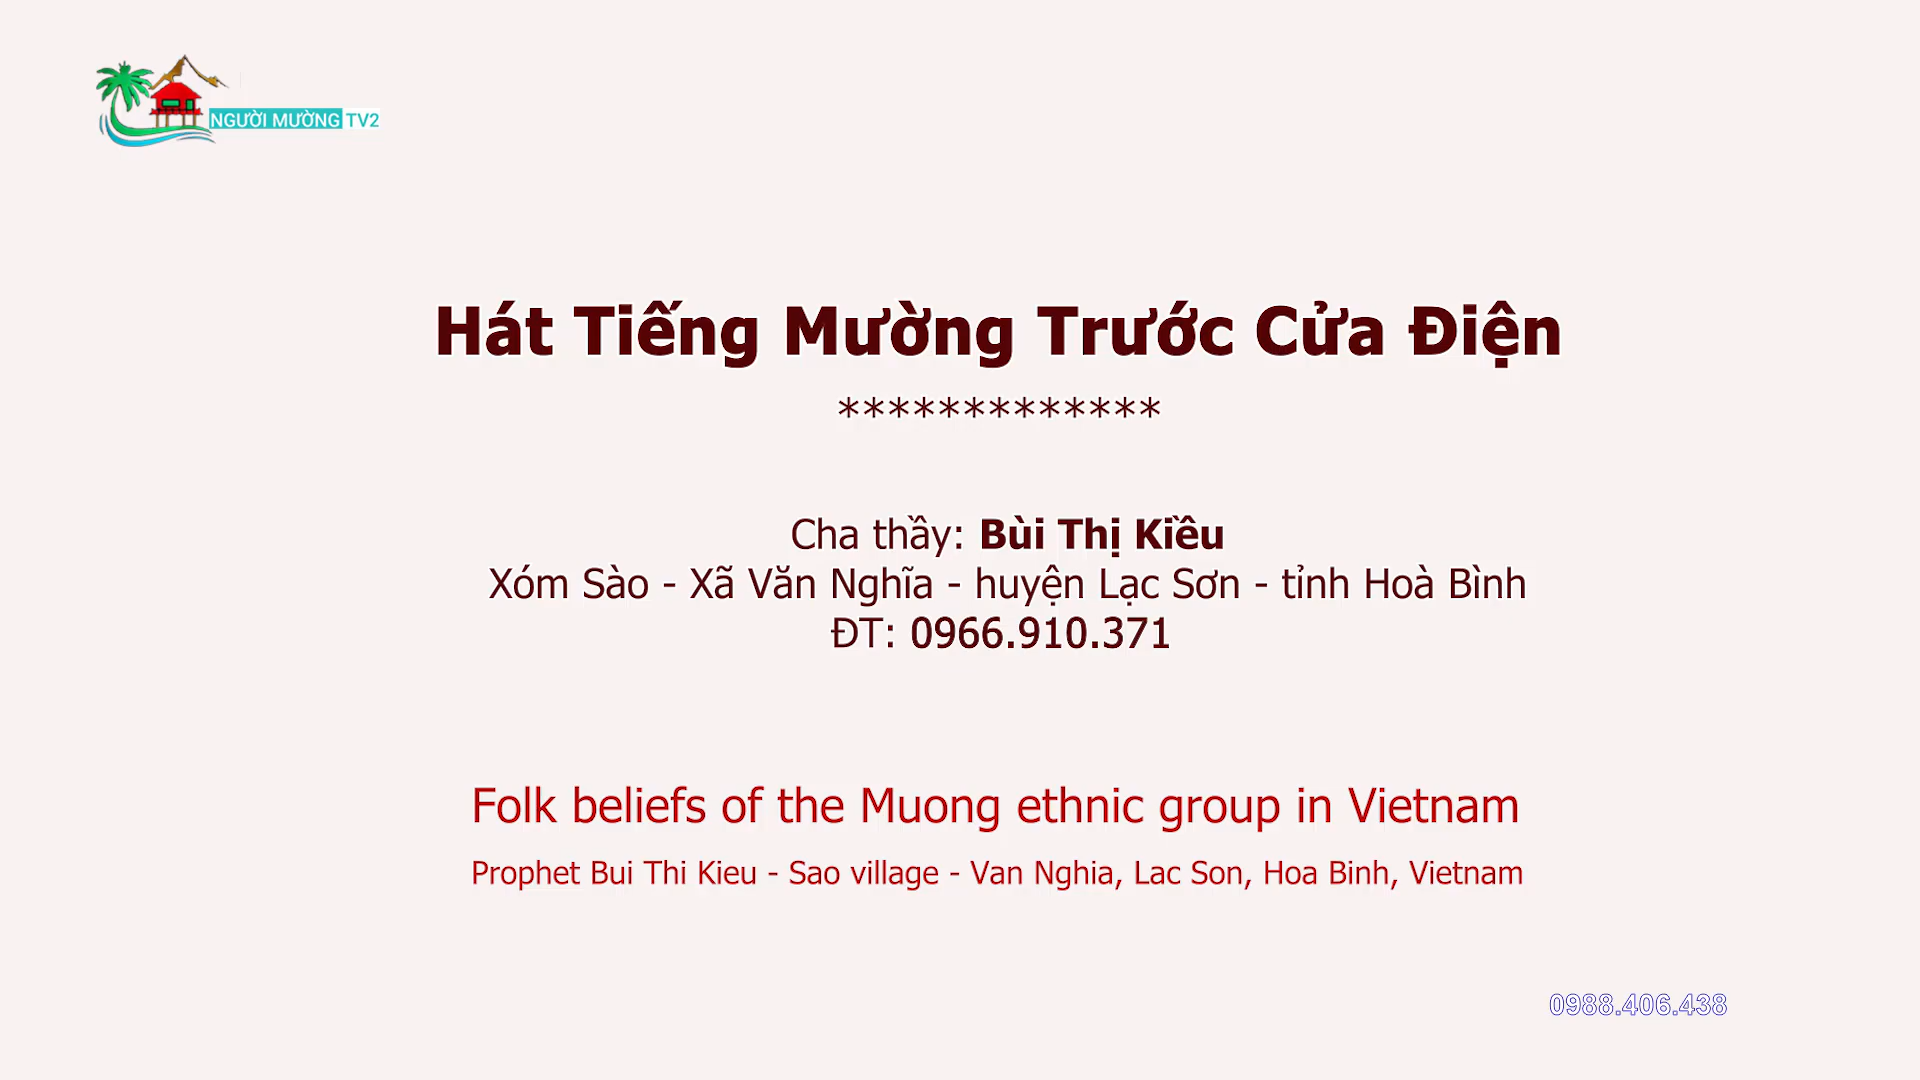 NGƯỜI MƯỜNG TV2
Hát Tiếng Mường Trước Cửa Điện
*************
Cha thầy: Bùi Thị Kiều
Xóm Sào - Xã Văn Nghĩa - huyện Lạc Sơn - tỉnh Hoà Bình
ĐT: 0966.910.371
Folk beliefs of the Muong ethnic group in Vietnam
Prophet Bui Thi Kieu - Sao village - Van Nghia, Lac Son, Hoa Binh, Vietnam
0988.406.438